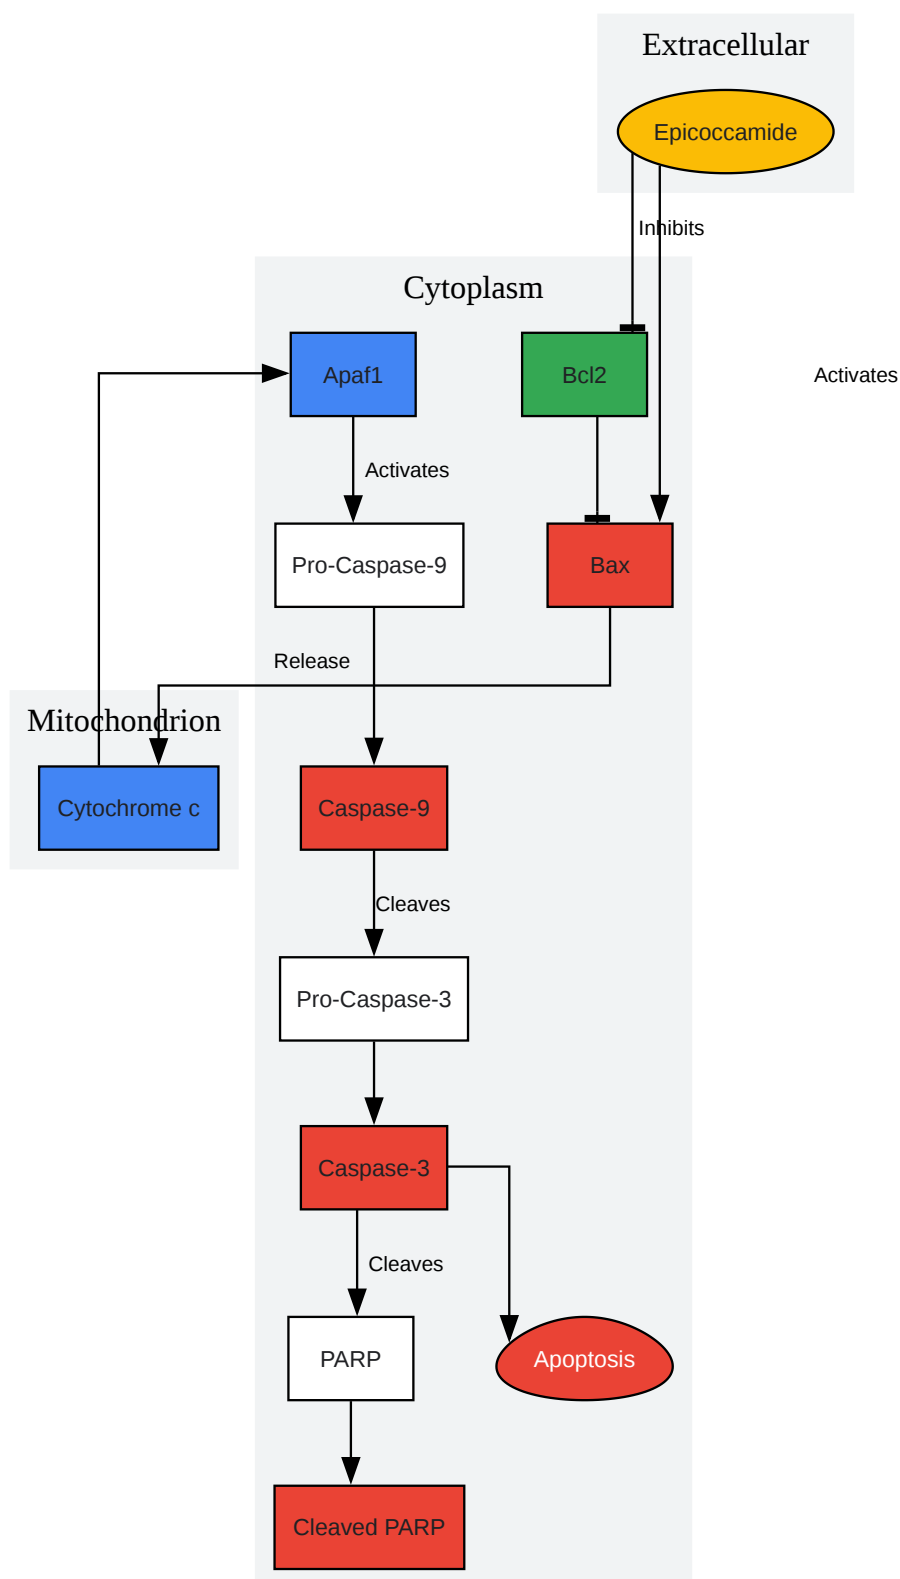 Extracellular
Epicoccamide
Inhibits
Cytoplasm
Apaf1
Bcl2
Activates
Activates
Pro-Caspase-9
Bax
Release
Mitochondrion
Cytochrome c
Caspase-9
Cleaves
Pro-Caspase-3
Caspase-3
Cleaves
PARP
Apoptosis
Cleaved PARP